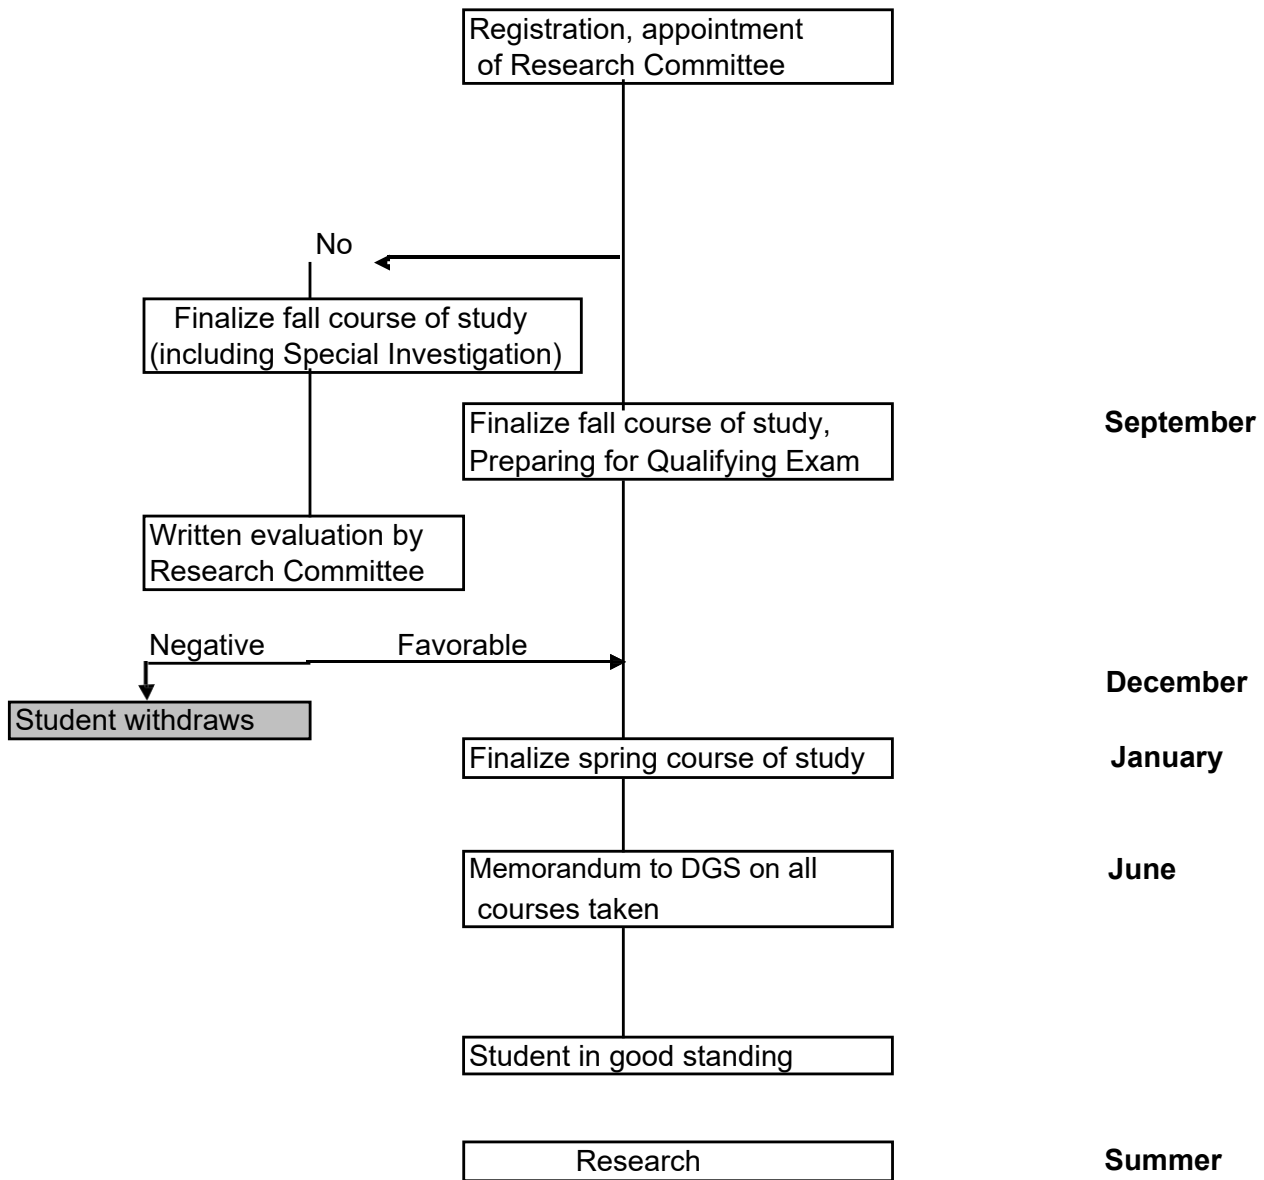 Registration, appointment
of Research Committee
No
Finalize fall course of study
(including Special Investigation)
Finalize fall course of study,
Preparing for Qualifying Exam
September
Written evaluation by
Research Committee
Negative
Favorable
December
Student withdraws
Finalize spring course of study
January
Memorandum to DGS on all
courses taken
June
Student in good standing
Research
Summer